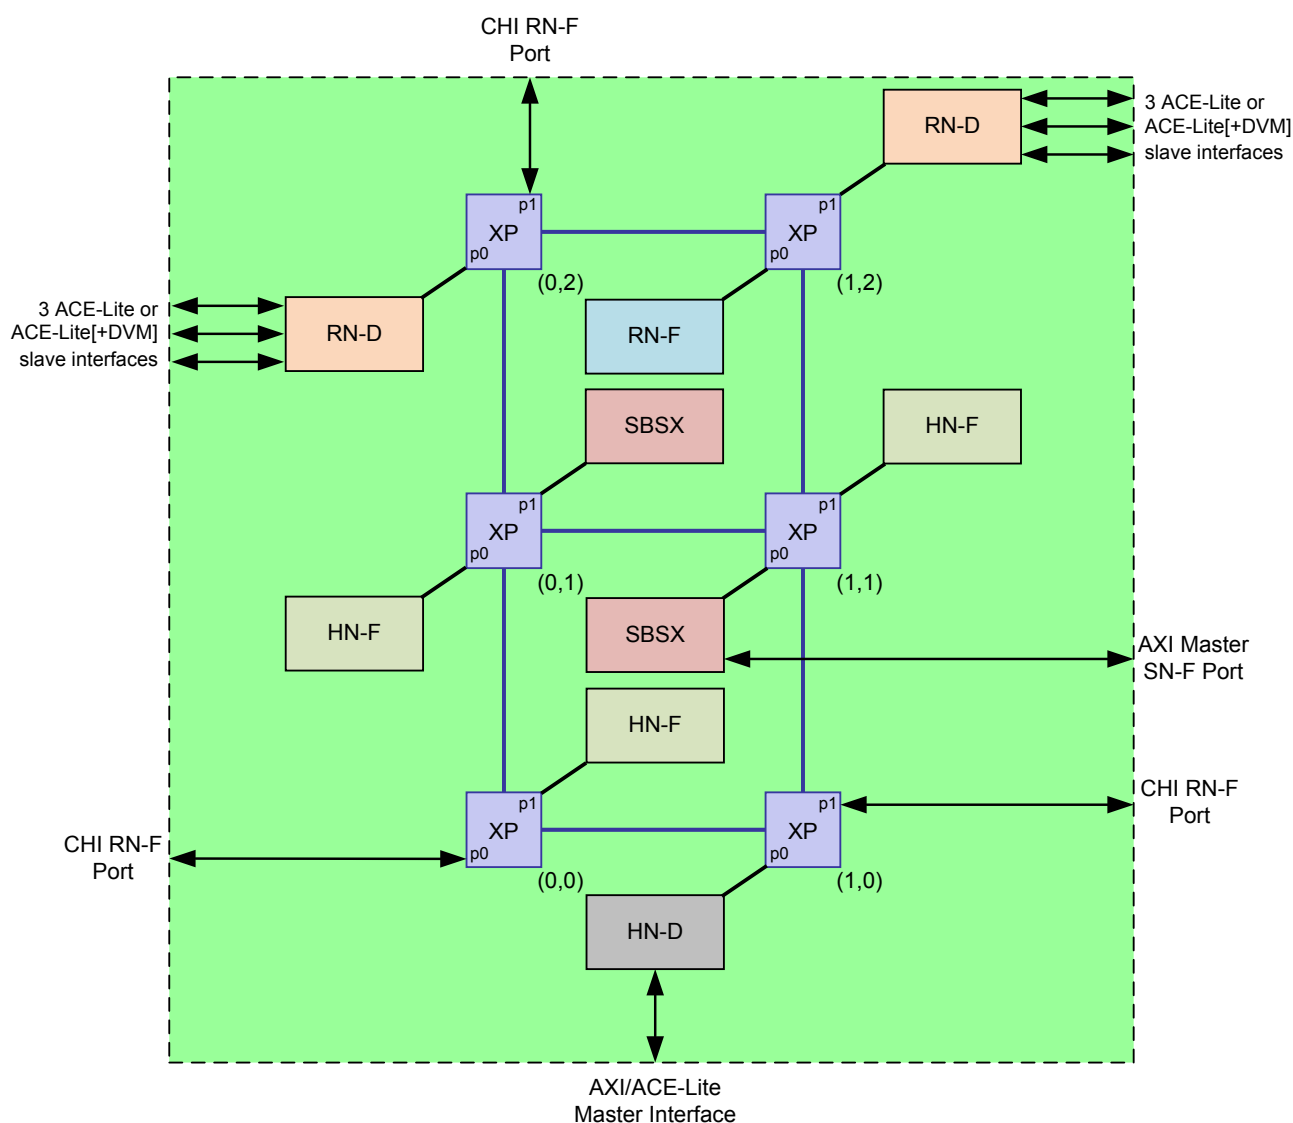 CHI RN-F
Port
RN-D
3 ACE-Lite or
ACE-Lite[+DVM]
slave interfaces
p1
XP
p0
(0,2)
p1
XP
p0
(1,2)
3 ACE-Lite or
ACE-Lite[+DVM]
slave interfaces
RN-D
RN-F
SBSX
HN-F
p1
XP
p0
(0,1)
p1
XP
p0
(1,1)
HN-F
SBSX
AXI Master
SN-F Port
HN-F
p1
XP
p0
(0,0)
p1
XP
p0
(1,0)
CHI RN-F
Port
CHI RN-F
Port
HN-D
AXI/ACE-Lite
Master Interface